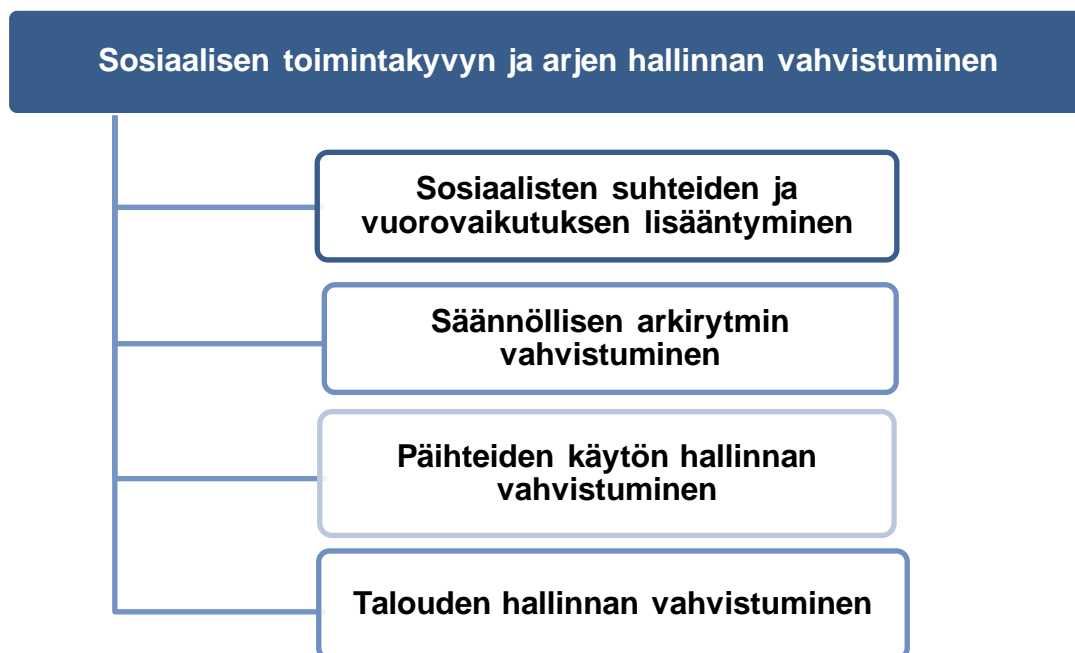 Sosiaalisen toimintakyvyn ja arjen hallinnan vahvistuminen
Sosiaalisten suhteiden ja
vuorovaikutuksen lisääntyminen
Säännöllisen arkirytmin
vahvistuminen
Päihteiden käytön hallinnan
vahvistuminen
Talouden hallinnan vahvistuminen